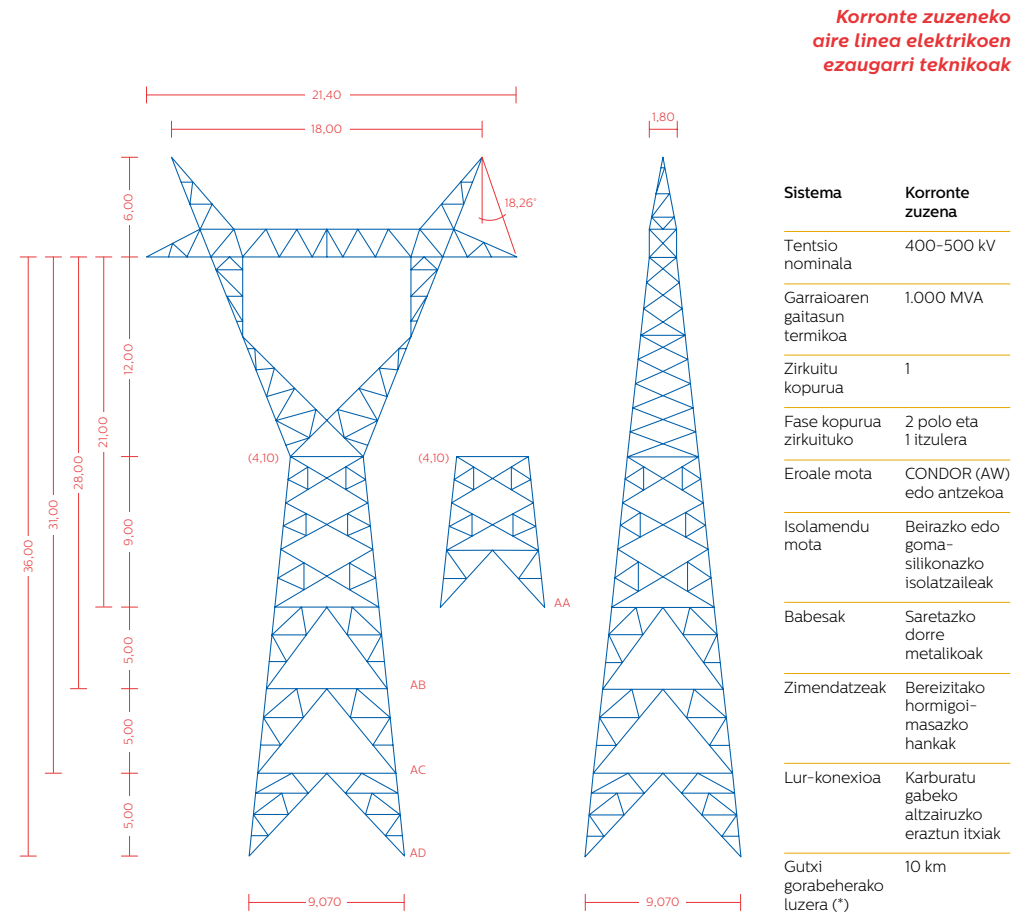 Korronte zuzeneko
aire linea elektrikoen
ezaugarri teknikoak
21,40
18,00
1,80
6,00
18,26°
12,00
21,00
28,00
31,00
36,00
(4,10)
(4,10)
9,00
AA
5,00
AB
5,00
AC
5,00
AD
9,070
9,070
Sistema
Korronte
zuzena
Tentsio
nominala
400-500 kV
Garraioaren
gaitasun
termikoa
1.000 MVA
Zirkuitu
kopurua
1
Fase kopurua
zirkuituko
2 polo eta
1 itzulera
Eroale mota
CONDOR (AW)
edo antzekoa
Isolamendu
mota
Beirazko edo
goma-
silikonazko
isolatzaileak
Babesak
Saretazko
dorre
metalikoak
Zimendatzeak
Bereizitako
hormigoi-
masazko
hankak
Lur-konexioa
Karburatu
gabeko
altzairuzko
eraztun itxiak
Gutxi
gorabeherako
luzera (*)
10 km